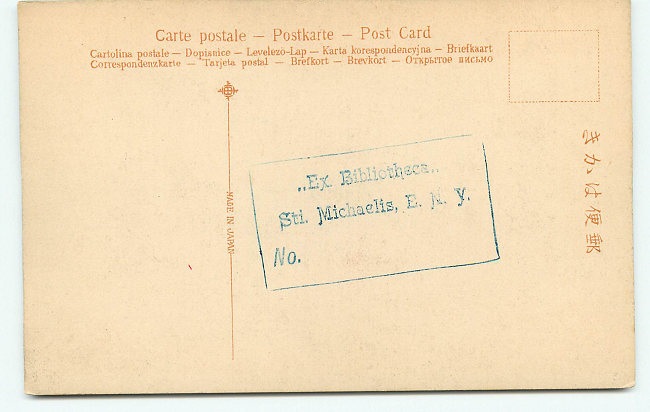 Carte postale — Postkarte — Post Card
Cartolina postale — Dopisnice — Levelező-Lap — Karta korespondencyjna — Briefkaart
Correspondenzkarte — Tarjeta postal — Brefkort — Brevkort — Открытое письмо
MADE IN JAPAN
„Ex Bibliotheca„
Sti. Michaelis, E. N. Y.
No.
きかは便郵